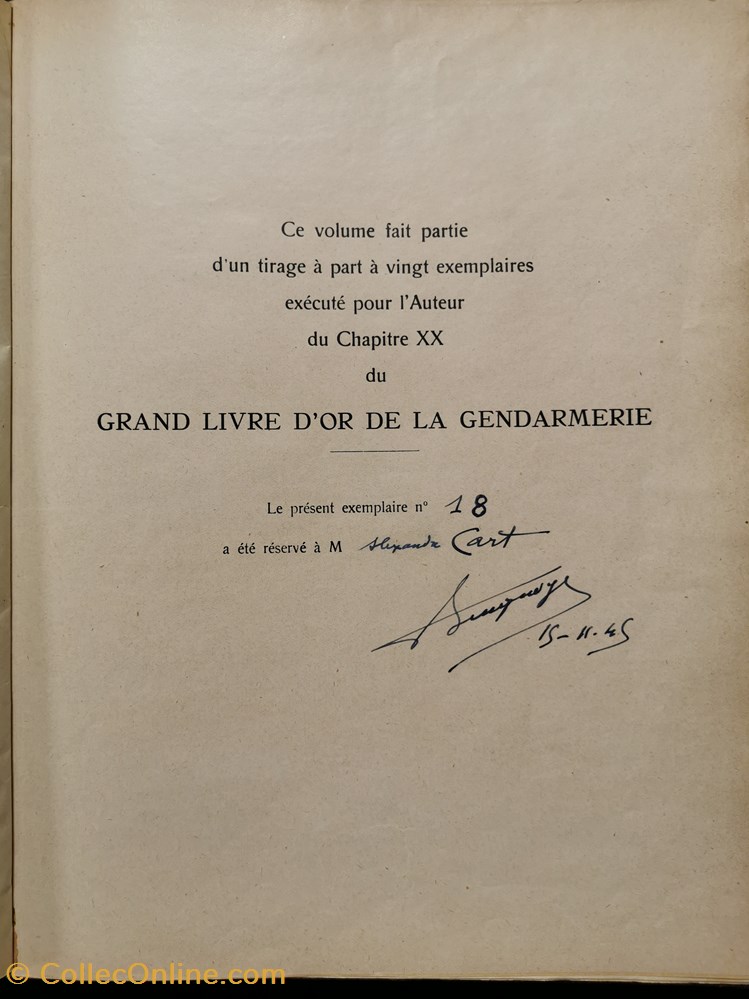 Ce volume fait partie
d'un tirage à part à vingt exemplaires
exécuté pour l'Auteur
du Chapitre XX
du
GRAND LIVRE D'OR DE LA GENDARMERIE
Le présent exemplaire n° 18
a été réservé à M Cart
15-11-45
© CollecOnline.com